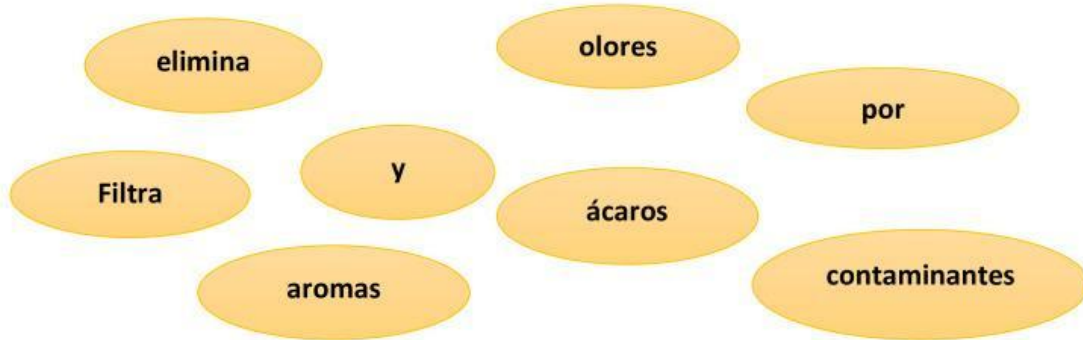 elimina
olores
por
Filtra
y
ácaros
aromas
contaminantes